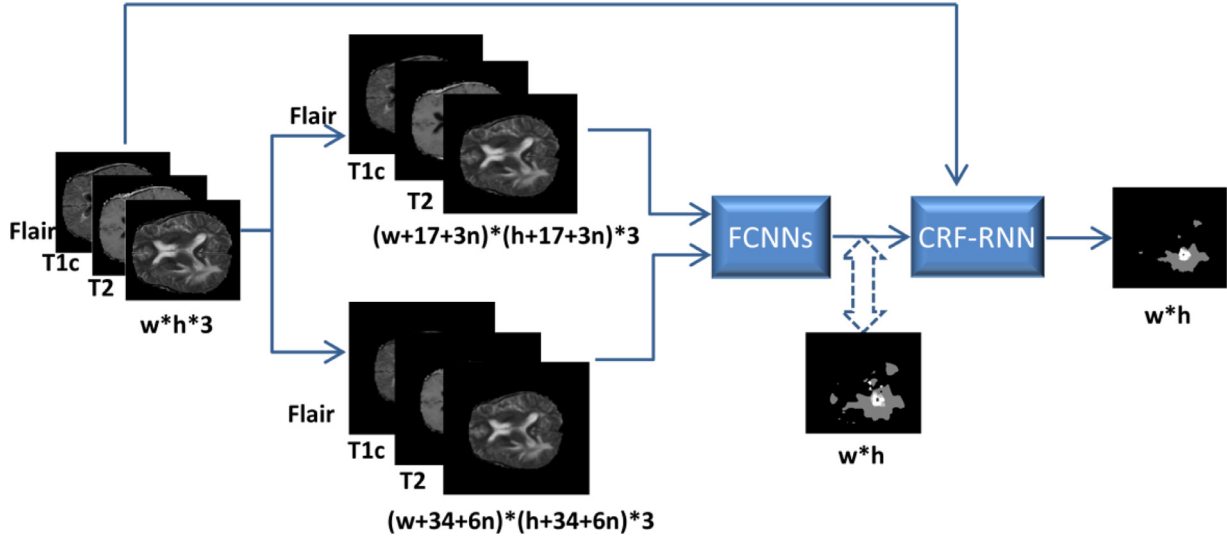 Flair
T1c
T2
w*h*3
Flair
T1c
T2
(w+17+3n)*(h+17+3n)*3
Flair
T1c
T2
(w+34+6n)*(h+34+6n)*3
FCNNs
CRF-RNN
w*h
w*h